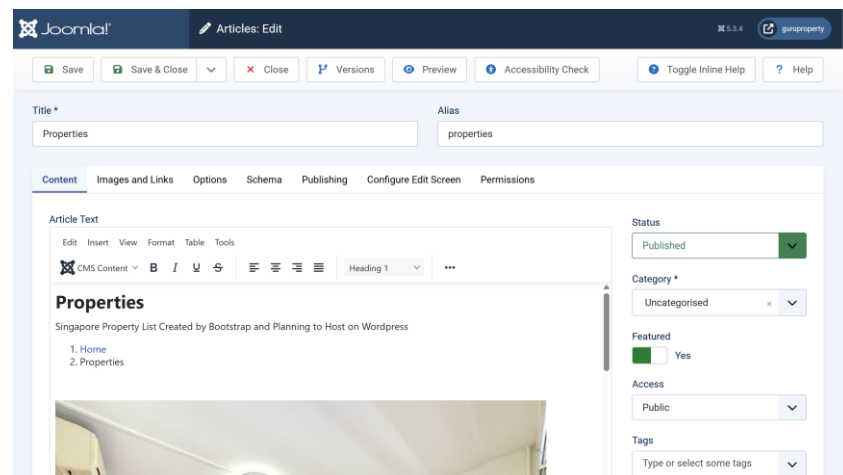 Joomla!
Articles: Edit
5.3.4
guruproperty
Save
Save & Close
Close
Versions
Preview
Accessibility Check
Toggle Inline Help
? Help
Title *
Alias
Properties
properties
Content
Images and Links
Options
Schema
Publishing
Configure Edit Screen
Permissions
Article Text
Edit Insert View Format Table Tools
CMS Content B I U S Heading 1 ...
Properties
Singapore Property List Created by Bootstrap and Planning to Host on Wordpress
1. Home
2. Properties
Status
Published
Category *
Uncategorised ×
Featured
Yes
Access
Public
Tags
Type or select some tags